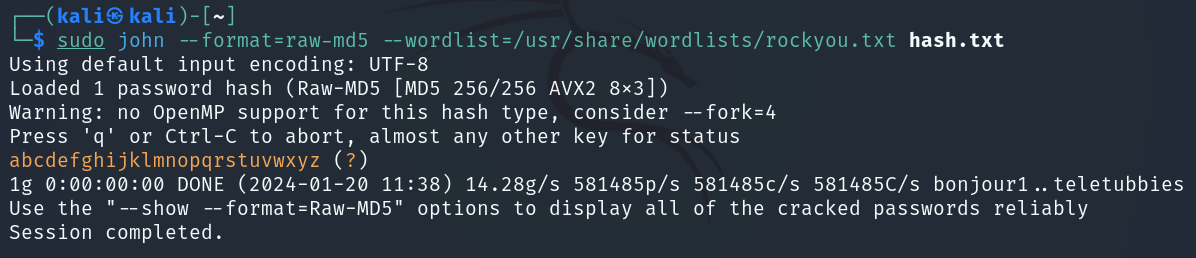 ┌──(kali㉿kali)-[~]
└─$ sudo john --format=raw-md5 --wordlist=/usr/share/wordlists/rockyou.txt hash.txt
Using default input encoding: UTF-8
Loaded 1 password hash (Raw-MD5 [MD5 256/256 AVX2 8×3])
Warning: no OpenMP support for this hash type, consider --fork=4
Press 'q' or Ctrl-C to abort, almost any other key for status
abcdefghijklmnopqrstuvwxyz (?)
1g 0:00:00:00 DONE (2024-01-20 11:38) 14.28g/s 581485p/s 581485c/s 581485C/s bonjour1..teletubbies
Use the "--show --format=Raw-MD5" options to display all of the cracked passwords reliably
Session completed.